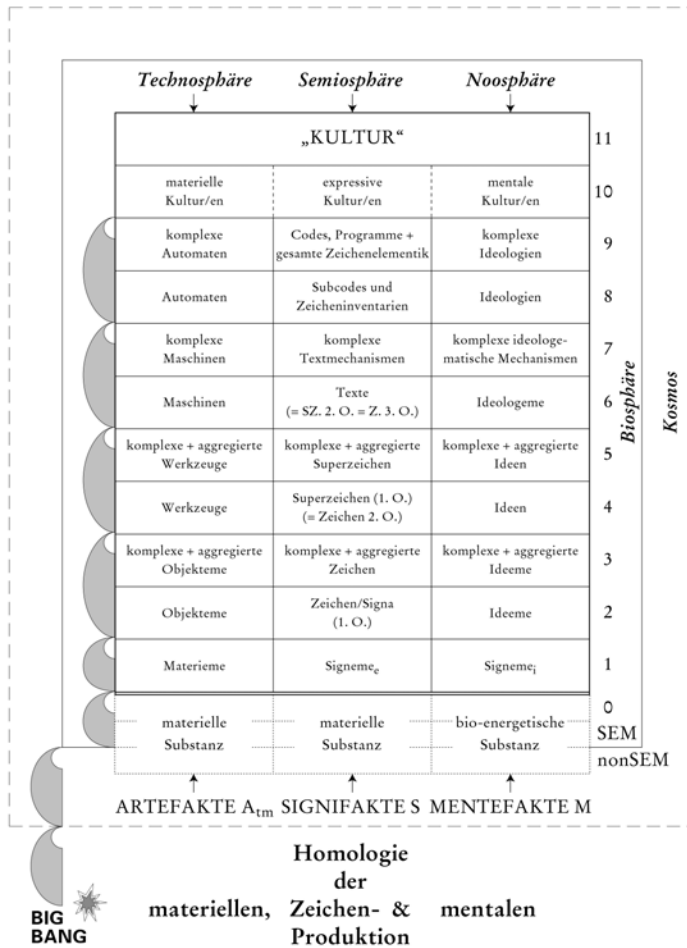 Technosphäre Semiosphäre Noosphäre
„KULTUR“ 11
materielle expressive mentale
Kultur/en Kultur/en Kultur/en 10
komplexe Codes, Programme + komplexe
Automaten gesamte Zeichenelementik Ideologien 9
Automaten Subcodes und Ideologien 8
Zeicheninventarien
komplexe komplexe komplexe ideologe-
Maschinen Textmechanismen matische Mechanismen 7
Maschinen Texte Ideologeme 6
(= SZ. 2. O. = Z. 3. O.)
komplexe + aggregierte komplexe + aggregierte komplexe + aggregierte
Werkzeuge Superzeichen Ideen 5
Werkzeuge Superzeichen (1. O.) Ideen 4
(= Zeichen 2. O.)
komplexe + aggregierte komplexe + aggregierte komplexe + aggregierte
Objekteme Zeichen Ideeme 3
Objekteme Zeichen/Signa Ideeme 2
(1. O.)
Materieme Signemeₑ Signemeᵢ 1
0
materielle materielle bio-energetische SEM
Substanz Substanz Substanz nonSEM
Biosphäre
Kosmos
ARTEFAKTE Aₜₘ SIGNIFAKTE S MENTEFAKTE M
Homologie
der
materiellen, Zeichen- & mentalen
Produktion
BIG
BANG